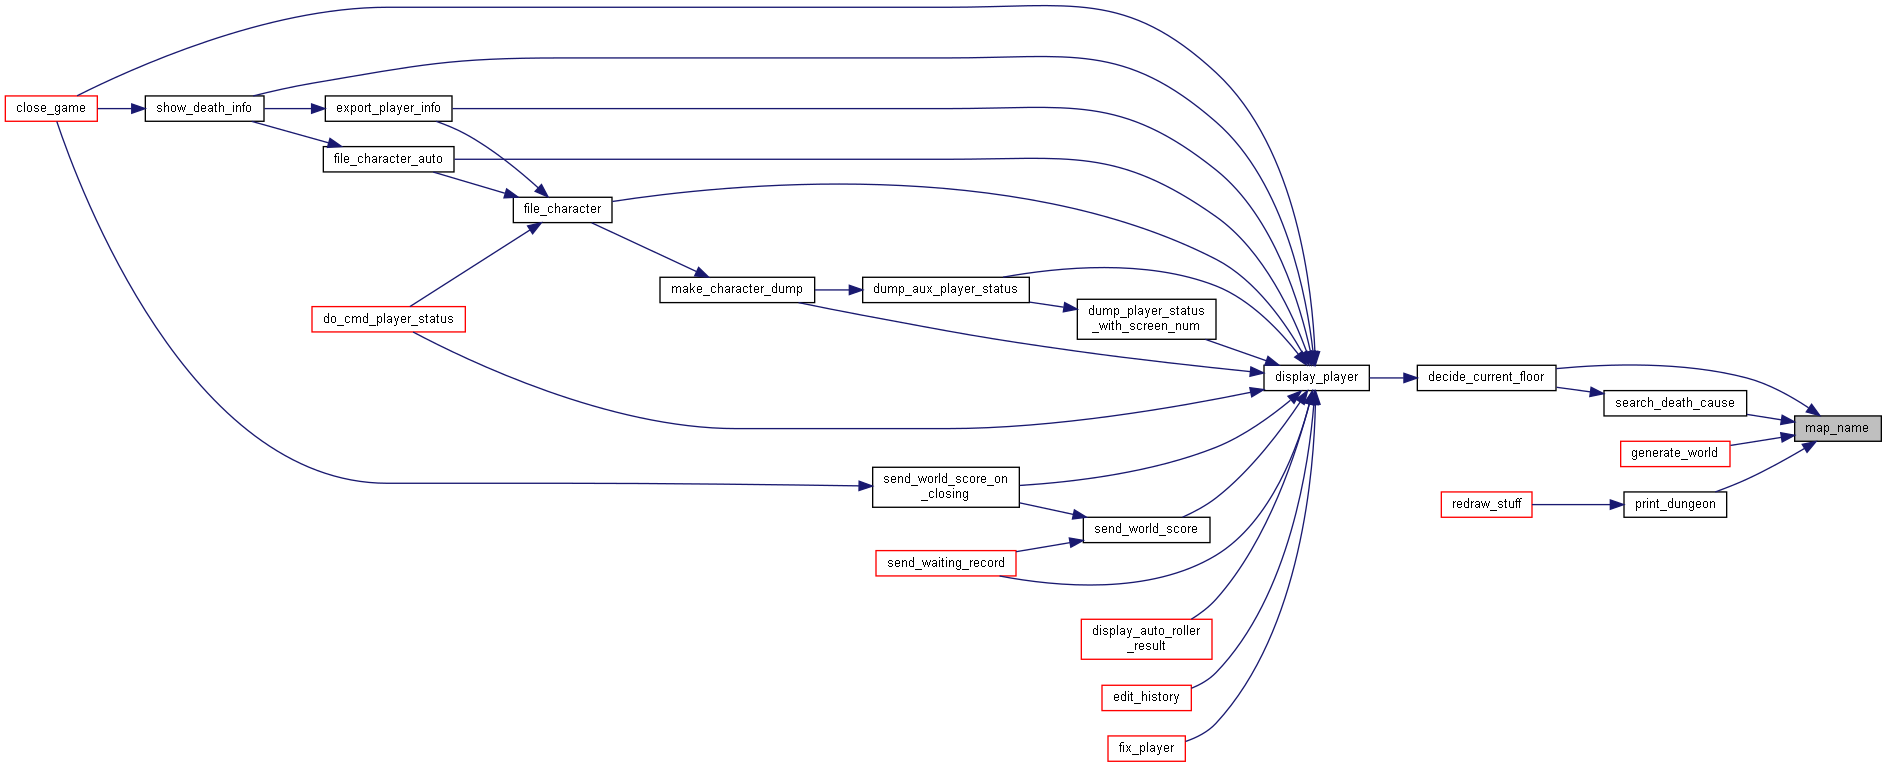 close_game
show_death_info
export_player_info
file_character_auto
file_character
do_cmd_player_status
make_character_dump
dump_aux_player_status
dump_player_status
_with_screen_num
display_player
decide_current_floor
search_death_cause
map_name
generate_world
redraw_stuff
print_dungeon
send_world_score_on
_closing
send_world_score
send_waiting_record
display_auto_roller
_result
edit_history
fix_player